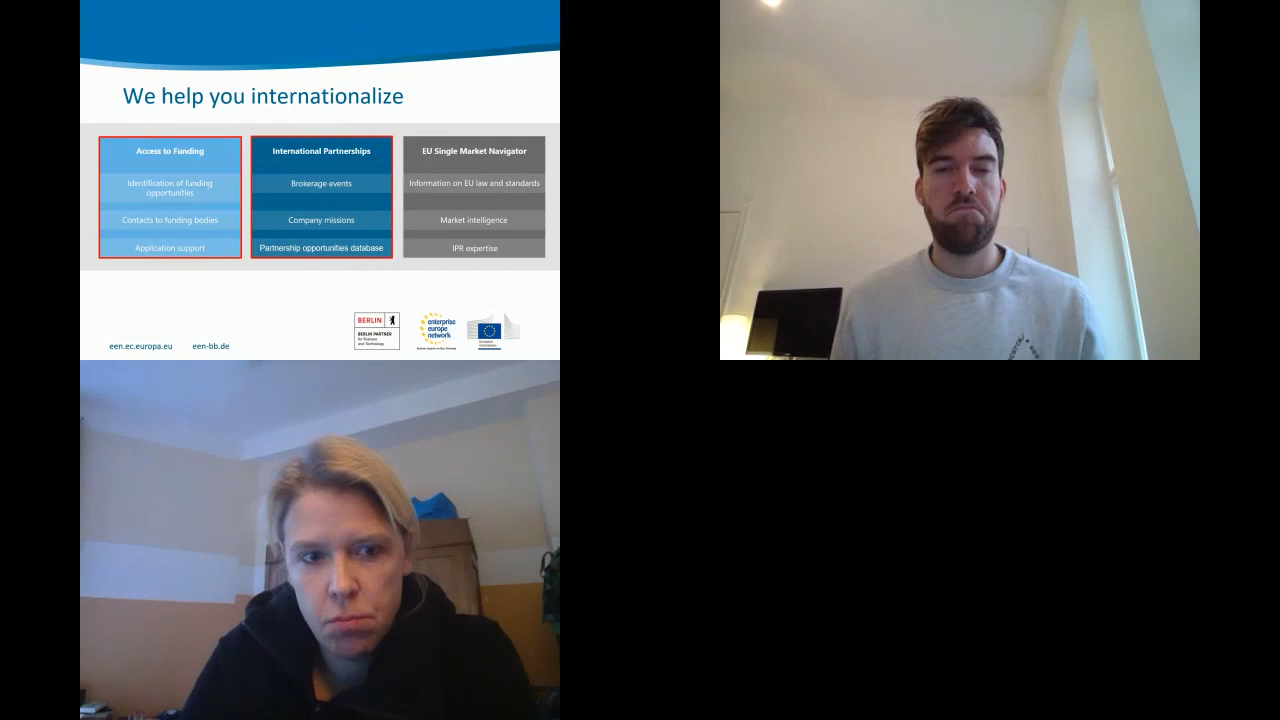 We help you internationalize
Access to Funding
Identification of funding
opportunities
Contacts to funding bodies
Application support
International Partnerships
Brokerage events
Company missions
Partnership opportunities database
EU Single Market Navigator
Information on EU law and standards
Market intelligence
IPR expertise
een.ec.europa.eu
een-bb.de
BERLIN
BERLIN PARTNER
for Business
and Technology
enterprise
europe
network
European
Commission